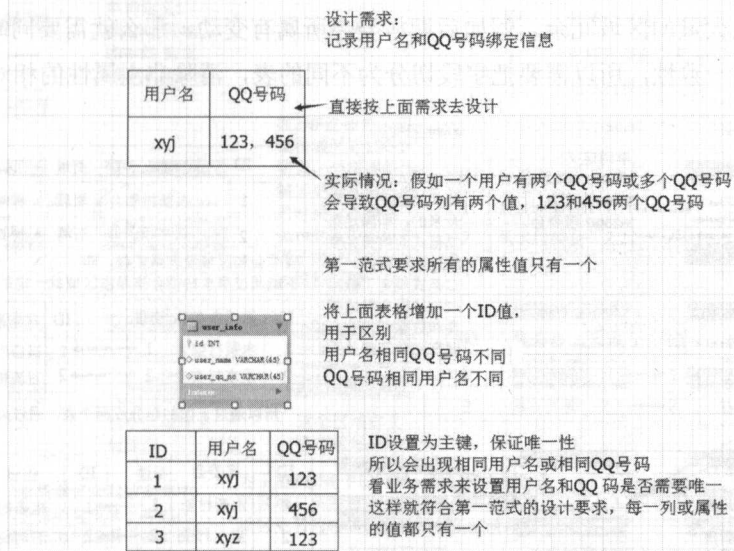 设计需求：
记录用户名和QQ号码绑定信息
用户名 QQ号码
直接按上面需求去设计
xyj 123，456
实际情况：假如一个用户有两个QQ号码或多个QQ号码
会导致QQ号码列有两个值，123和456两个QQ号码
第一范式要求所有的属性值只有一个
将上面表格增加一个ID值，
用于区别
用户名相同QQ号码不同
QQ号码相同用户名不同
user_info
id INT
user_name VARCHAR(45)
user_qq_no VARCHAR(45)
Indexes
ID 用户名 QQ号码
1 xyj 123
2 xyj 456
3 xyz 123
ID设置为主键，保证唯一性
所以会出现相同用户名或相同QQ号码
看业务需求来设置用户名和QQ 码是否需要唯一
这样就符合第一范式的设计要求，每一列或属性
的值都只有一个